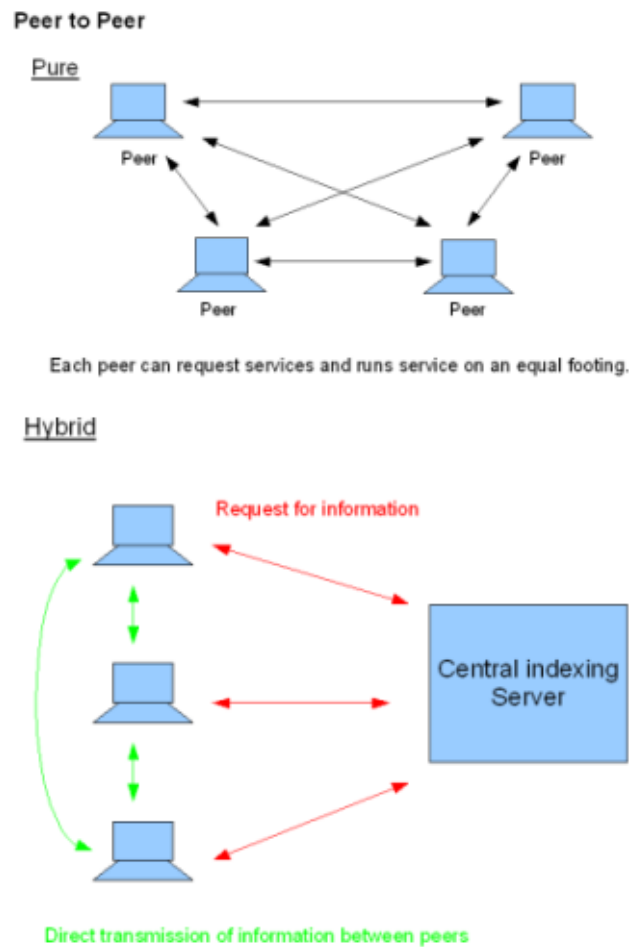 Peer to Peer
Pure
Peer
Peer
Peer
Peer
Each peer can request services and runs service on an equal footing.
Hybrid
Request for information
Central indexing
Server
Direct transmission of information between peers